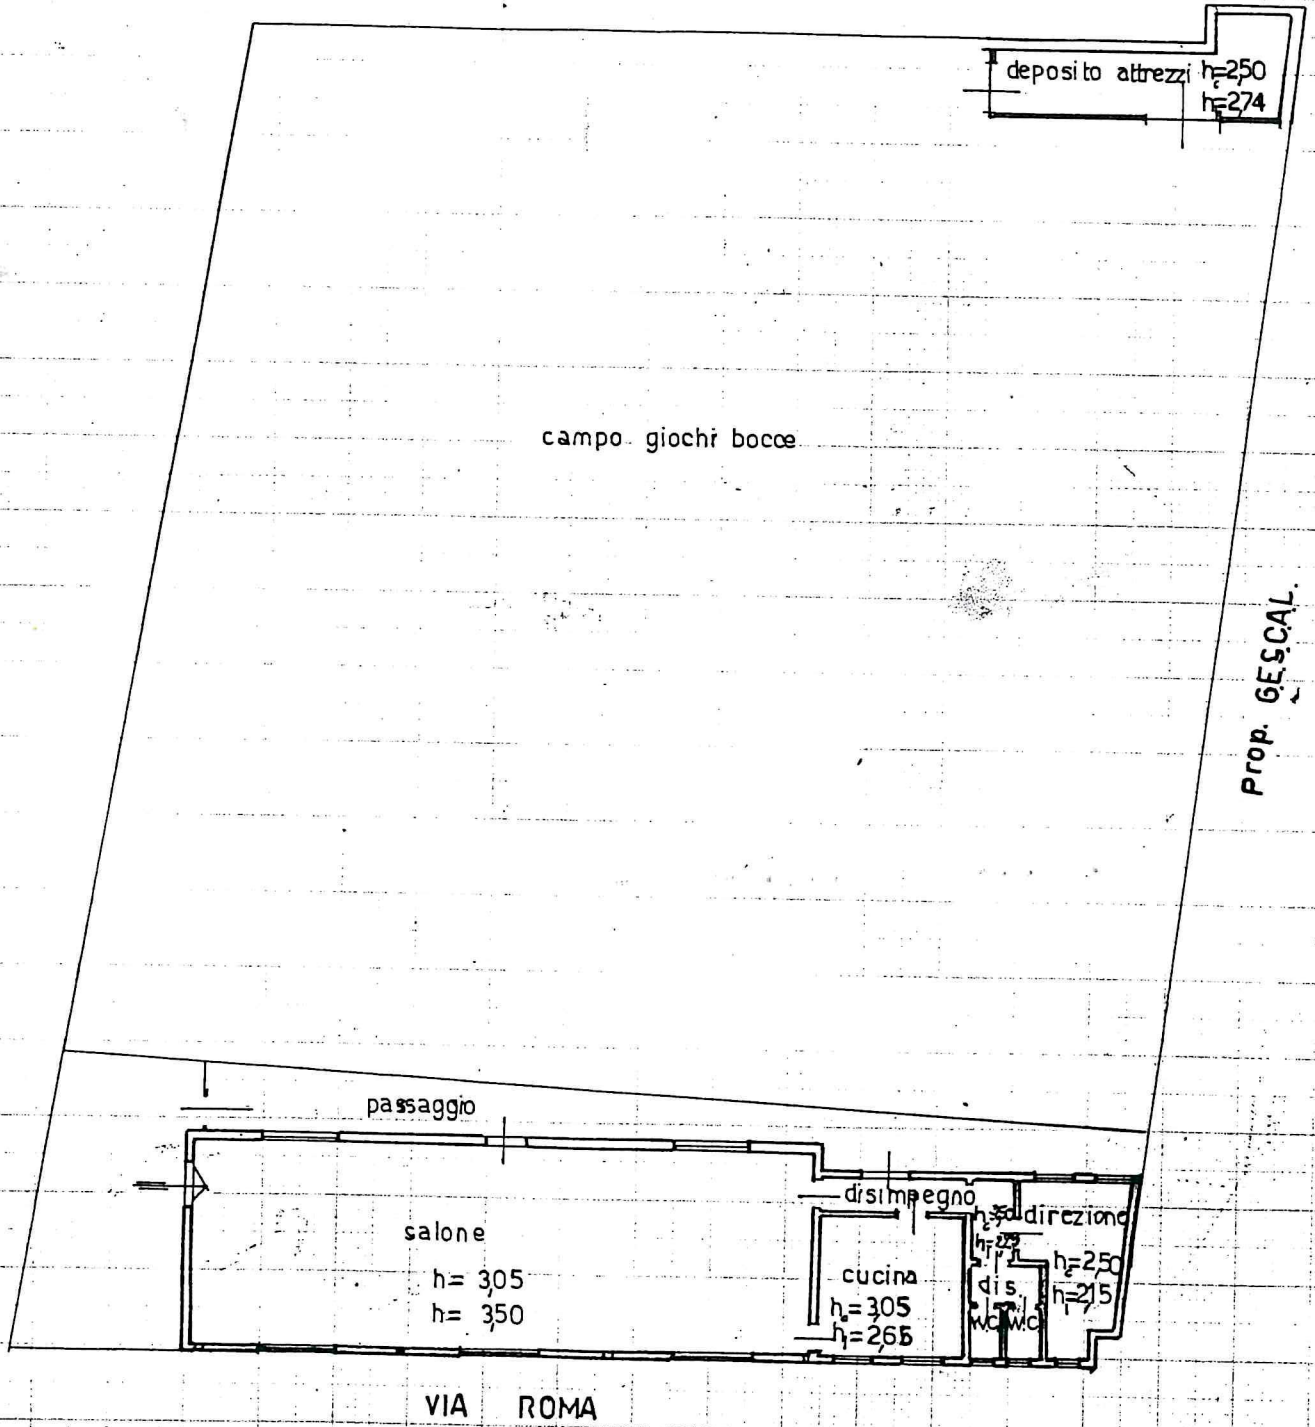 deposito attrezzi h=2,50
h=2,74
campo giochi bocce
Prop. G.E.S.C.A.L.
passaggio
disimpegno
direzione
salone
h= 3,05
h= 3,50
cucina
h=3,05
h=2,65
h=2,50
h=2,15
dis.
w.c.
w.c.
VIA ROMA